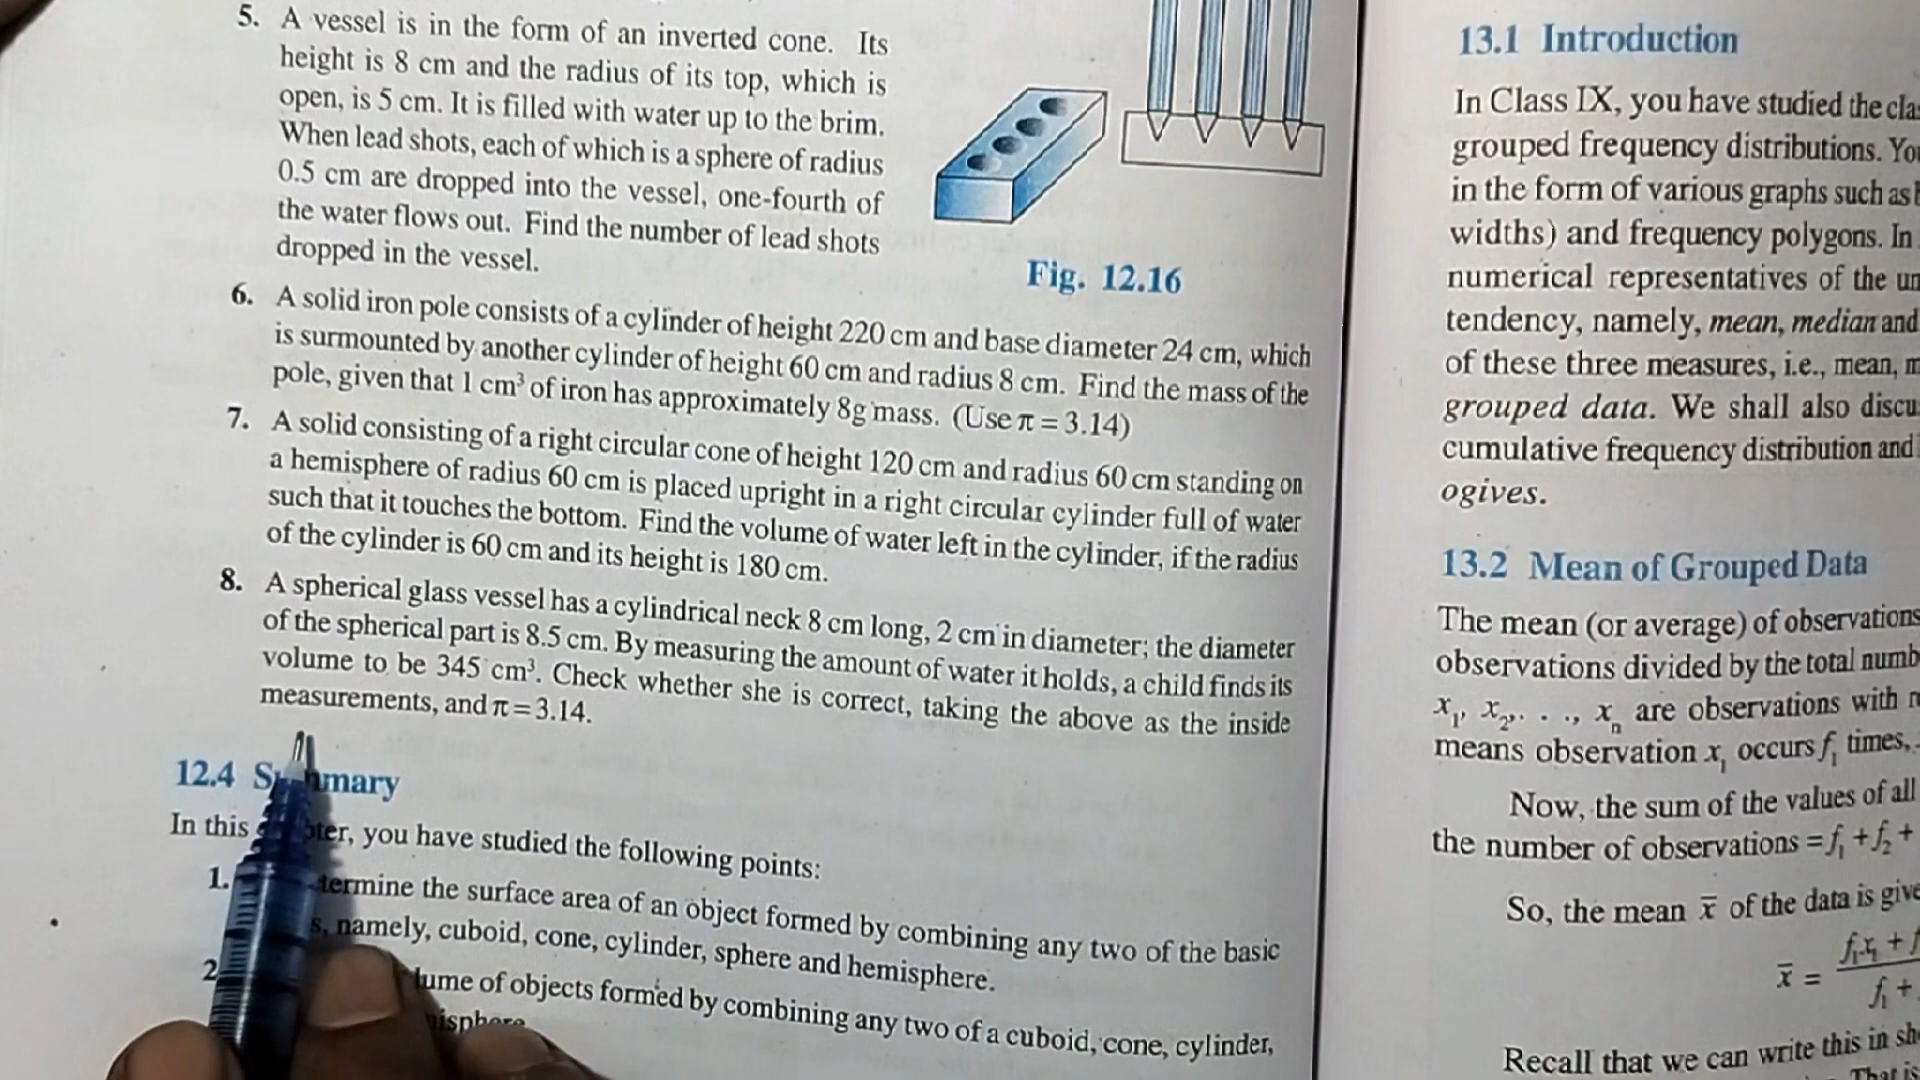 5. A vessel is in the form of an inverted cone. Its
height is 8 cm and the radius of its top, which is
open, is 5 cm. It is filled with water up to the brim.
When lead shots, each of which is a sphere of radius
0.5 cm are dropped into the vessel, one-fourth of
the water flows out. Find the number of lead shots
dropped in the vessel.
Fig. 12.16
6. A solid iron pole consists of a cylinder of height 220 cm and base diameter 24 cm, which
is surmounted by another cylinder of height 60 cm and radius 8 cm. Find the mass of the
pole, given that 1 cm³ of iron has approximately 8g mass. (Use π = 3.14)
7. A solid consisting of a right circular cone of height 120 cm and radius 60 cm standing on
a hemisphere of radius 60 cm is placed upright in a right circular cylinder full of water
such that it touches the bottom. Find the volume of water left in the cylinder, if the radius
of the cylinder is 60 cm and its height is 180 cm.
8. A spherical glass vessel has a cylindrical neck 8 cm long, 2 cm in diameter; the diameter
of the spherical part is 8.5 cm. By measuring the amount of water it holds, a child finds its
volume to be 345 cm³. Check whether she is correct, taking the above as the inside
measurements, and π = 3.14.
12.4
In this , you have studied the following points:
1. the surface area of an object formed by combining any two of the basic
namely, cuboid, cone, cylinder, sphere and hemisphere.
2 of objects formed by combining any two of a cuboid, cone, cylinder,
13.1 Introduction
In Class IX, you have studied the
grouped frequency distributions.
in the form of various graphs such as
widths) and frequency polygons. In
numerical representatives of the
tendency, namely, mean, median and
of these three measures, i.e., mean,
grouped data. We shall also
cumulative frequency distribution and
ogives.
13.2 Mean of Grouped Data
The mean (or average) of observations
observations divided by the total
x₁, x₂, . . ., xₙ are observations with
means observation x₁ occurs f₁ times,
Now, the sum of the values of all
the number of observations = f₁ + f₂ +
So, the mean x̄ of the data is
x̄ = f₁x₁ +
f₁ +
Recall that we can write this in
That is